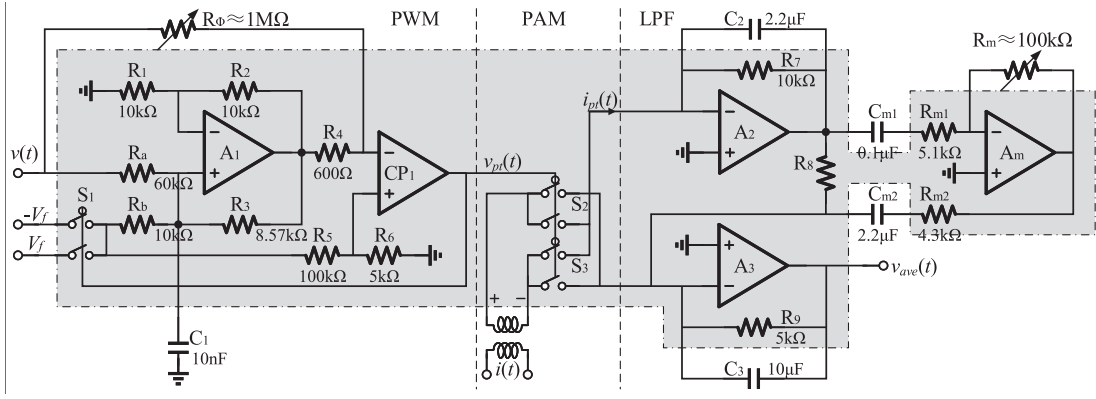 RΦ≈1MΩ
PWM
PAM
LPF
C2
2.2μF
Rm≈100kΩ
R1
10kΩ
R2
10kΩ
R7
10kΩ
ipt(t)
A1
R4
600Ω
CP1
vpt(t)
A2
Cm1
0.1μF
Rm1
5.1kΩ
Am
v(t)
Ra
60kΩ
R8
S1
-Vf
Rb
10kΩ
R3
8.57kΩ
S2
Cm2
2.2μF
Rm2
4.3kΩ
Vf
R5
100kΩ
R6
5kΩ
S3
A3
vave(t)
+
−
R9
5kΩ
C1
10nF
i(t)
C3
10μF